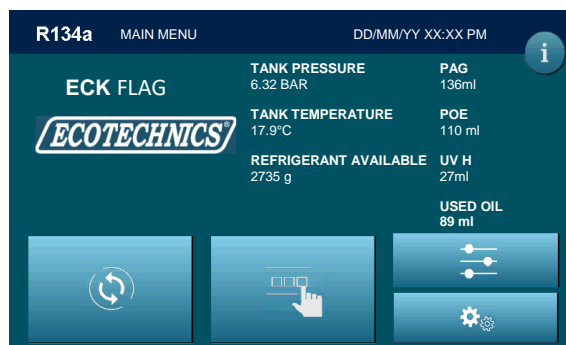 R134a MAIN MENU DD/MM/YY XX:XX PM
i
ECK FLAG
ECOTECHNICS®
TANK PRESSURE
6.32 BAR
TANK TEMPERATURE
17.9°C
REFRIGERANT AVAILABLE
2735 g
PAG
136ml
POE
110 ml
UV H
27ml
USED OIL
89 ml